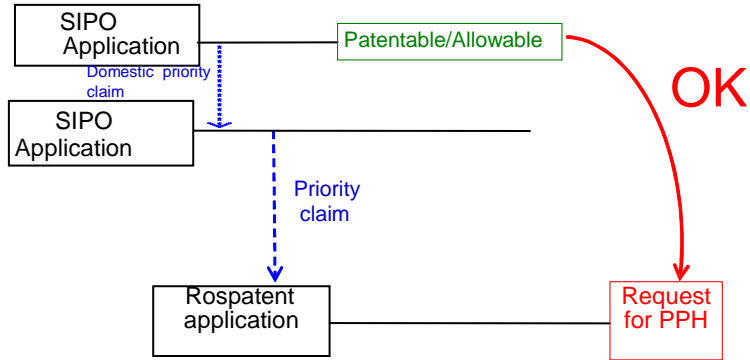 SIPO
Application
Patentable/Allowable
OK
Domestic priority
claim
SIPO
Application
Priority
claim
Rospatent
application
Request
for PPH